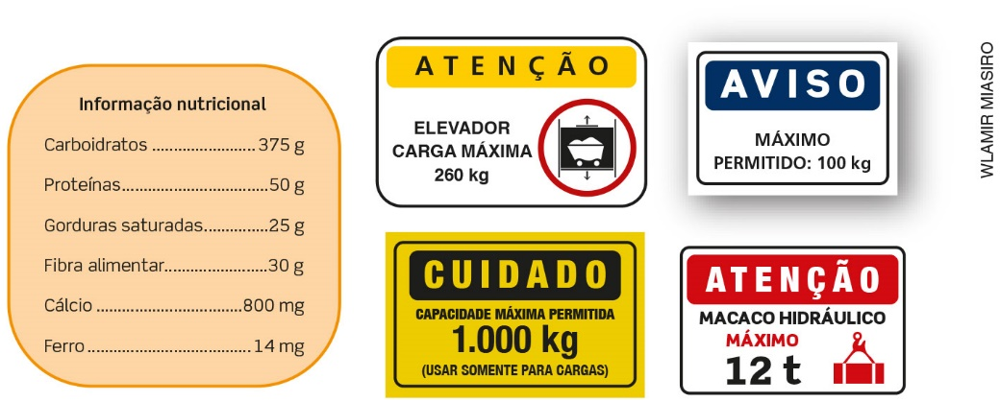 Informação nutricional
Carboidratos .................... 375 g
Proteínas.................................50 g
Gorduras saturadas..............25 g
Fibra alimentar.......................30 g
Cálcio ................................800 mg
Ferro ................................... 14 mg
ATENÇÃO
ELEVADOR
CARGA MÁXIMA
260 kg
AVISO
MÁXIMO
PERMITIDO: 100 kg
CUIDADO
CAPACIDADE MÁXIMA PERMITIDA
1.000 kg
(USAR SOMENTE PARA CARGAS)
ATENÇÃO
MACACO HIDRÁULICO
MÁXIMO
12 t
WLAMIR MIASIRO